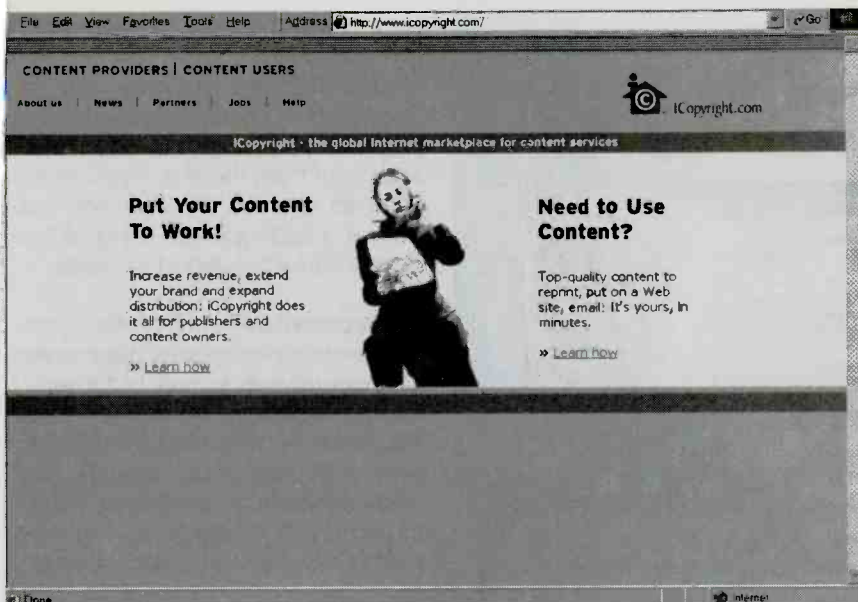 File Edit View Favorites Tools Help Address http://www.icopyright.com/ Go
CONTENT PROVIDERS | CONTENT USERS
About us | News | Partners | Jobs | Help
iCopyright.com
iCopyright - the global Internet marketplace for content services
Put Your Content
To Work!
Increase revenue, extend
your brand and expand
distribution: iCopyright does
it all for publishers and
content owners.
» Learn how
Need to Use
Content?
Top-quality content to
reprint, put on a Web
site, email: It's yours, in
minutes.
» Learn how
Done Internet